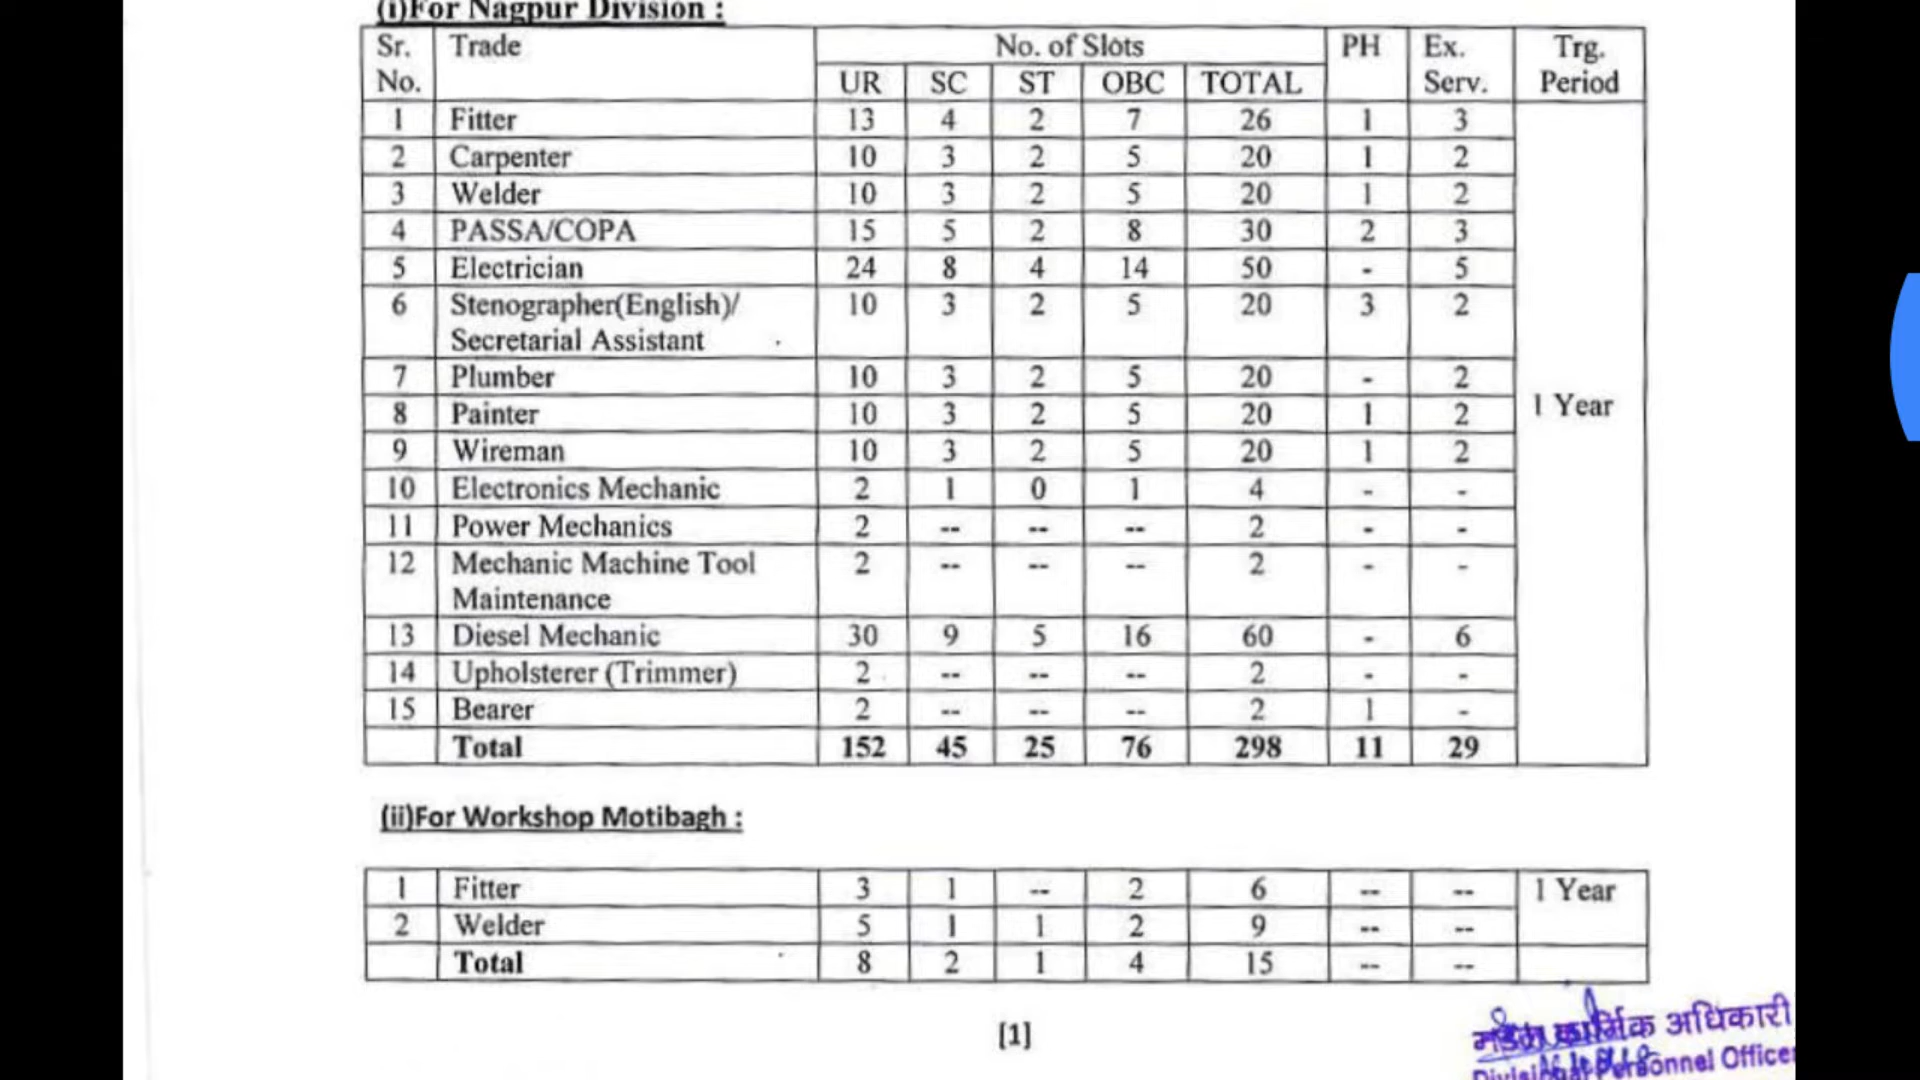 (i)For Nagpur Division :
Sr. No. Trade No. of Slots PH Ex. Serv. Trg. Period
UR SC ST OBC TOTAL
1 Fitter 13 4 2 7 26 1 3
2 Carpenter 10 3 2 5 20 1 2
3 Welder 10 3 2 5 20 1 2
4 PASSA/COPA 15 5 2 8 30 2 3
5 Electrician 24 8 4 14 50 - 5
6 Stenographer(English)/ 10 3 2 5 20 3 2
Secretarial Assistant
7 Plumber 10 3 2 5 20 - 2
8 Painter 10 3 2 5 20 1 2 1 Year
9 Wireman 10 3 2 5 20 1 2
10 Electronics Mechanic 2 1 0 1 4 - -
11 Power Mechanics 2 -- -- -- 2 - -
12 Mechanic Machine Tool 2 -- -- -- 2 - -
Maintenance
13 Diesel Mechanic 30 9 5 16 60 - 6
14 Upholsterer (Trimmer) 2 -- -- -- 2 - -
15 Bearer 2 -- -- -- 2 1 -
Total 152 45 25 76 298 11 29
(ii)For Workshop Motibagh :
1 Fitter 3 1 -- 2 6 -- -- 1 Year
2 Welder 5 1 1 2 9 -- --
Total 8 2 1 4 15 -- --
[1]
मंडल कार्मिक अधिकारी
Divisional Personnel Officer